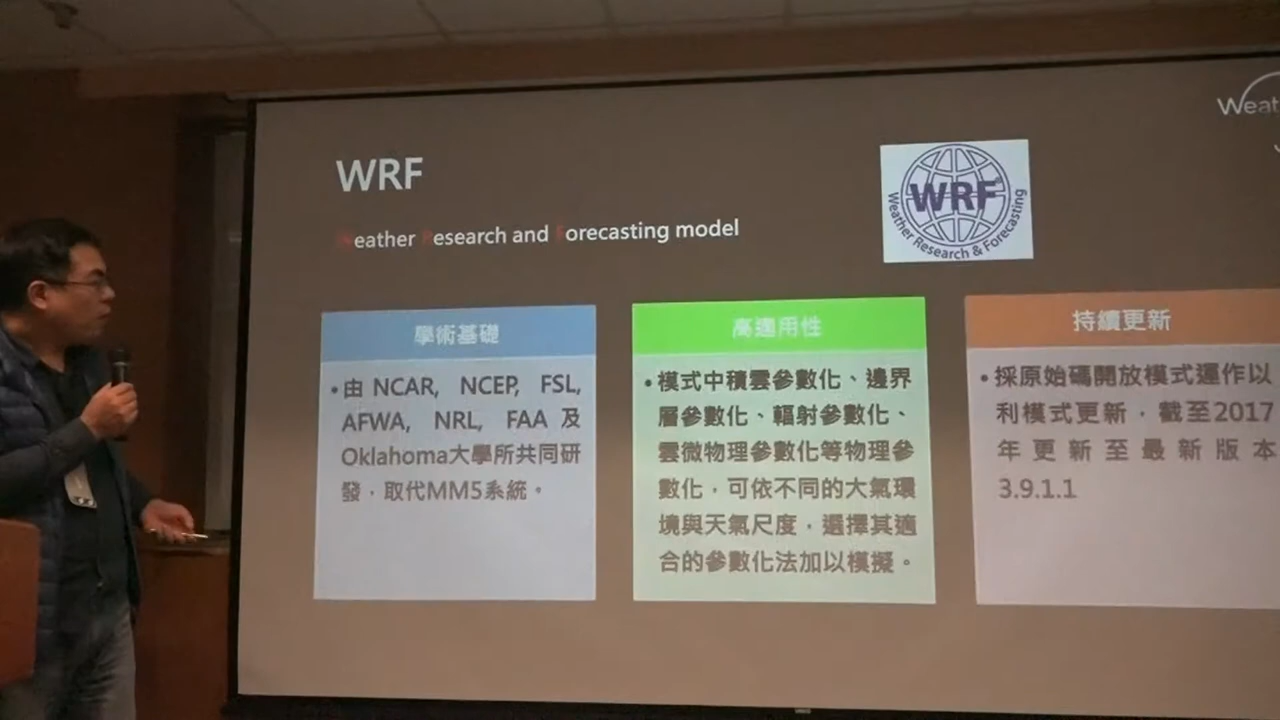 Weat
WRF
WRF
Weather Research & Forecasting
Weather Research and Forecasting model
學術基礎
•由 NCAR, NCEP, FSL,
AFWA, NRL, FAA 及
Oklahoma大學所共同研
發，取代MM5系統。
高適用性
•模式中積雲參數化、邊界
層參數化、輻射參數化、
雲微物理參數化等物理參
數化，可依不同的大氣環
境與天氣尺度，選擇其適
合的參數化法加以模擬。
持續更新
•採原始碼開放模式運作以
利模式更新，截至2017
年更新至最新版本
3.9.1.1